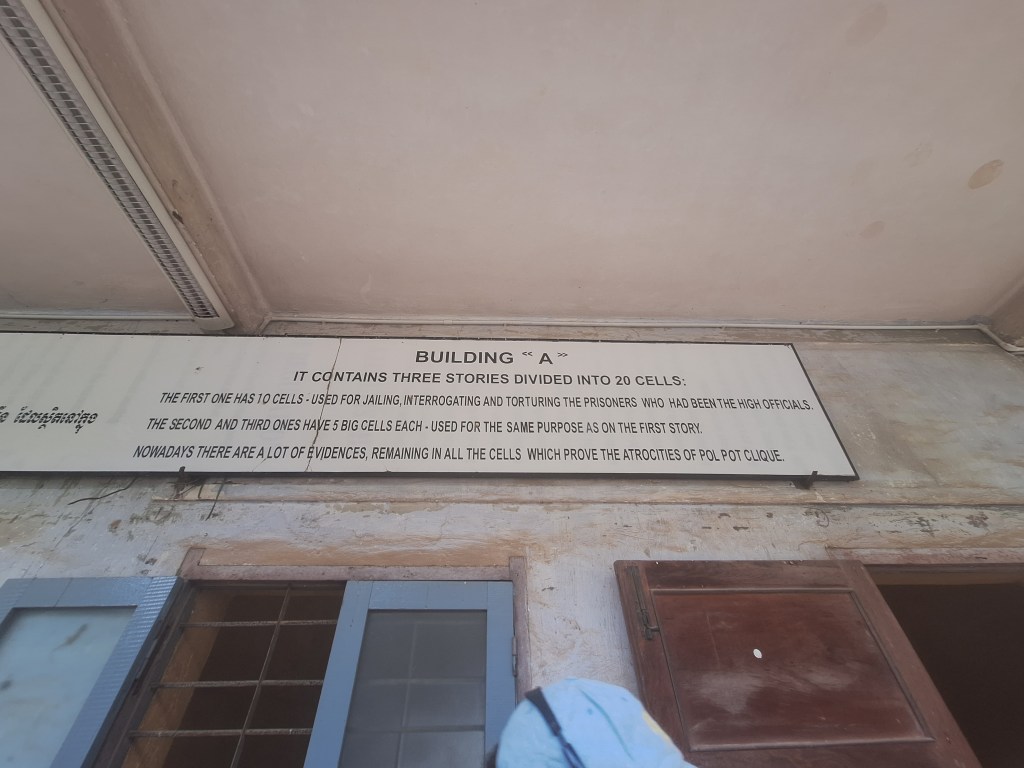 BUILDING “ A ”
IT CONTAINS THREE STORIES DIVIDED INTO 20 CELLS:
THE FIRST ONE HAS 10 CELLS - USED FOR JAILING, INTERROGATING AND TORTURING THE PRISONERS WHO HAD BEEN THE HIGH OFFICIALS.
THE SECOND AND THIRD ONES HAVE 5 BIG CELLS EACH - USED FOR THE SAME PURPOSE AS ON THE FIRST STORY.
NOWADAYS THERE ARE A LOT OF EVIDENCES, REMAINING IN ALL THE CELLS WHICH PROVE THE ATROCITIES OF POL POT CLIQUE.